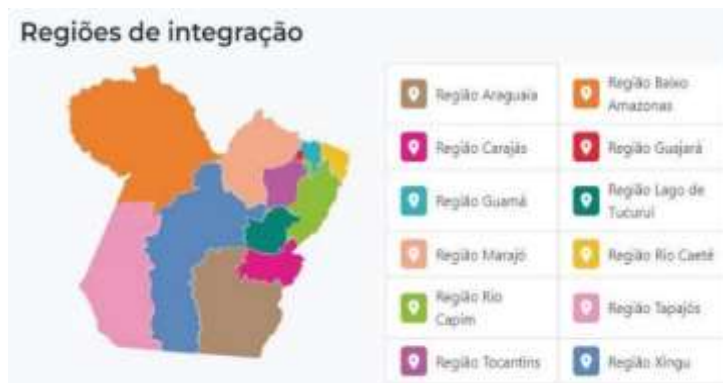 Regiões de integração
Região Araguaia
Região Baixo
Amazonas
Região Carajás
Região Guajará
Região Guamá
Região Lago de
Tucuruí
Região Marajó
Região Rio Caeté
Região Rio
Capim
Região Tapajós
Região Tocantins
Região Xingu